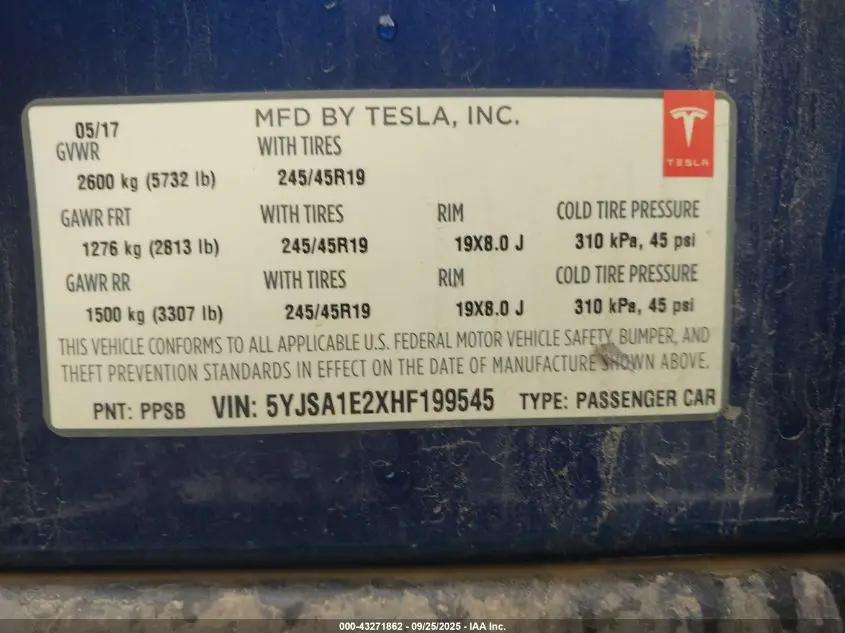 05/17
MFD BY TESLA, INC.
TESLA
GVWR WITH TIRES
2600 kg (5732 lb) 245/45R19
GAWR FRT WITH TIRES RIM COLD TIRE PRESSURE
1276 kg (2813 lb) 245/45R19 19X8.0 J 310 kPa, 45 psi
GAWR RR WITH TIRES RIM COLD TIRE PRESSURE
1500 kg (3307 lb) 245/45R19 19X8.0 J 310 kPa, 45 psi
THIS VEHICLE CONFORMS TO ALL APPLICABLE U.S. FEDERAL MOTOR VEHICLE SAFETY, BUMPER, AND
THEFT PREVENTION STANDARDS IN EFFECT ON THE DATE OF MANUFACTURE SHOWN ABOVE.
PNT: PPSB VIN: 5YJSA1E2XHF199545 TYPE: PASSENGER CAR
000-43271862 - 09/25/2025 - IAA Inc.